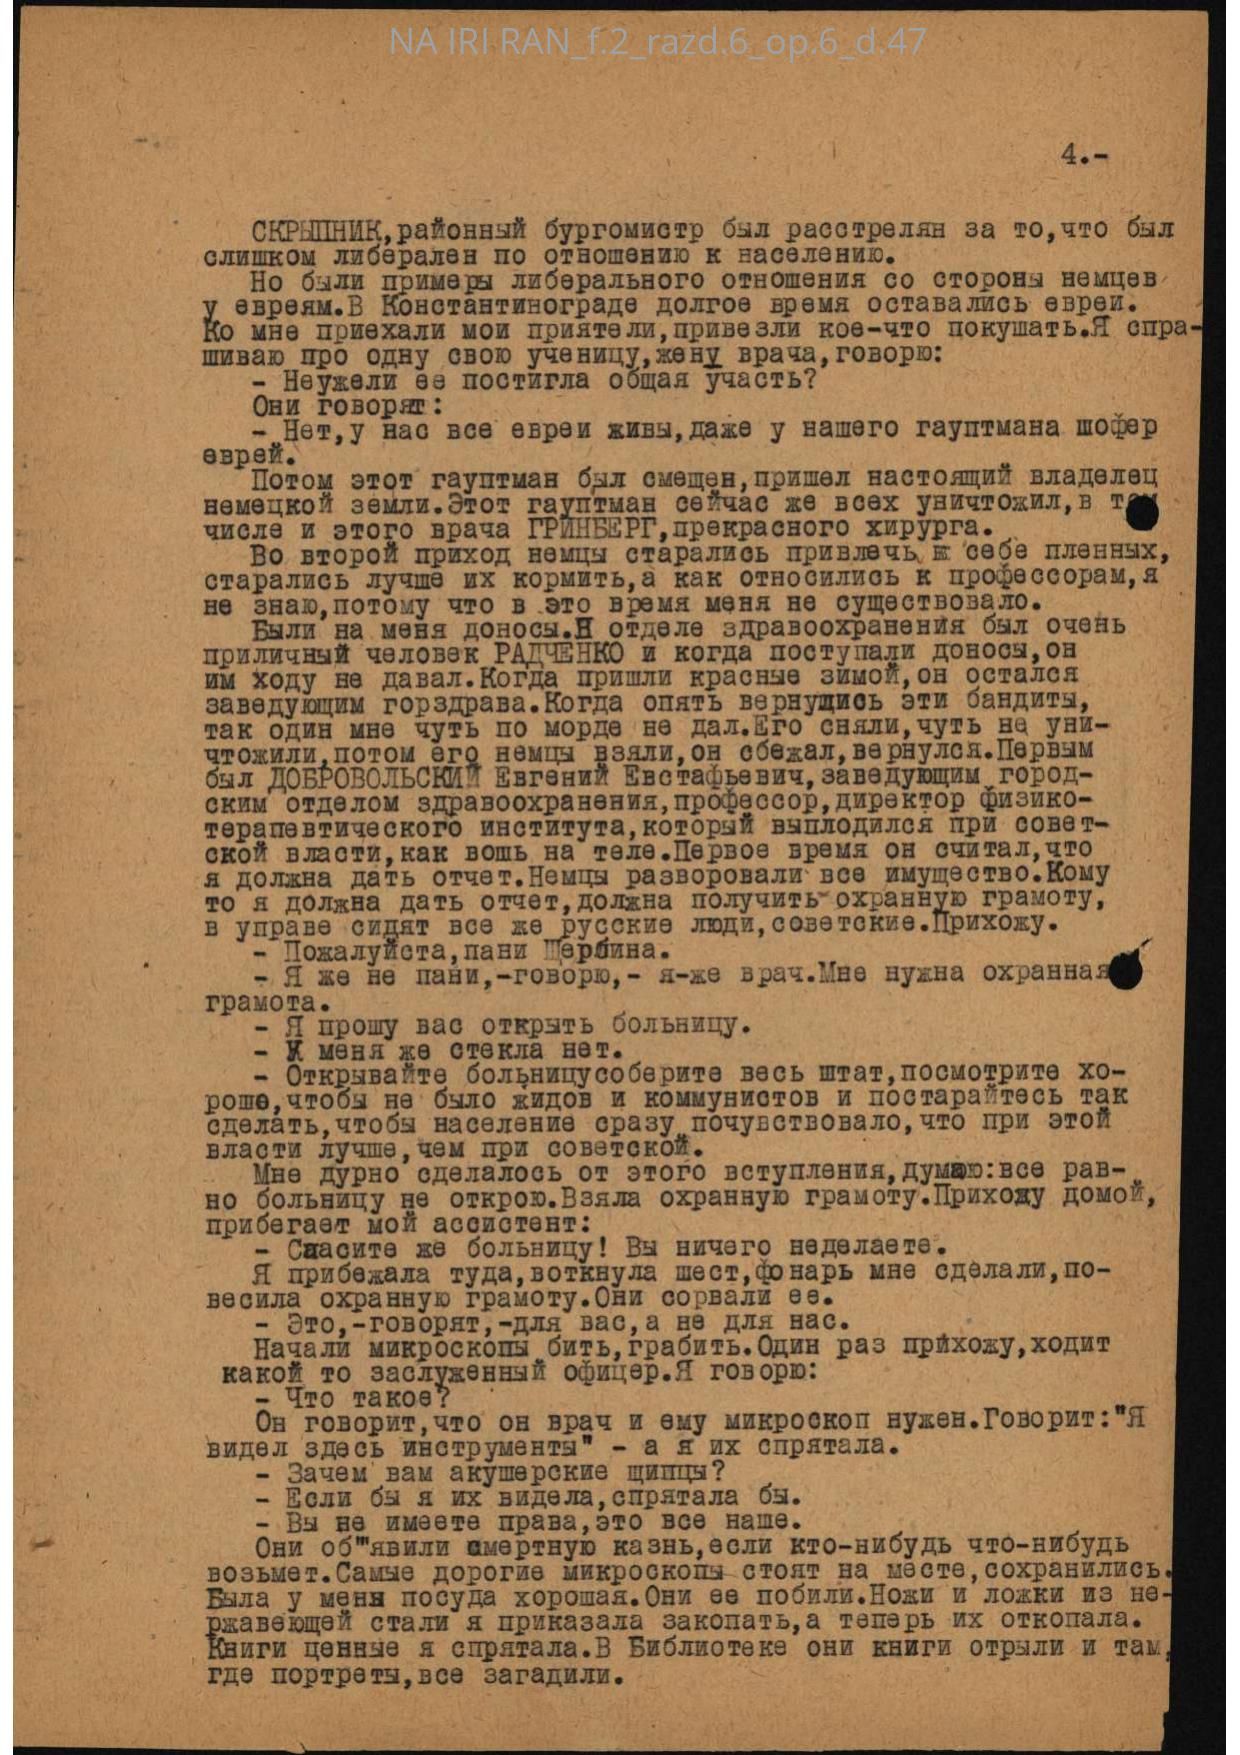 NA IRI RAN_f.2_razd.6_op.6_d.47
4.-
СКРЫПНИК,районный бургомистр был расстрелян за то,что был
слишком либерален по отношению к населению.
Но были примеры либерального отношения со стороны немцев
у евреям.В Константинограде долгое время оставались евреи.
Ко мне приехали мои приятели,привезли кое-что покушать.Я спра-
шиваю про одну свою ученицу,жену врача,говорю:
- Неужели ее постигла общая участь?
Они говорят:
- Нет,у нас все евреи живы,даже у нашего гауптмана шофер
еврей.
Потом этот гауптман был смещен,пришел настоящий владелец
немецкой земли.Этот гауптман сейчас же всех уничтожил,в том
числе и этого врача ГРИНБЕРГ,прекрасного хирурга.
Во второй приход немцы старались привлечь к себе пленных,
старались лучше их кормить,а как относились к профессорам,я
не знаю,потому что в это время меня не существовало.
Были на меня доносы.Н отделе здравоохранения был очень
приличный человек РАДЧЕНКО и когда поступали доносы,он
им ходу не давал.Когда пришли красные зимой,он остался
заведующим горздрава.Когда опять вернущись эти бандиты,
так один мне чуть по морде не дал.Его сняли,чуть не уни-
чтожили,потом его немцы взяли,он сбежал,вернулся.Первым
был ДОБРОВОЛЬСКИЙ Евгений Евстафьевич,заведующим город-
ским отделом здравоохранения,профессор,директор физико-
терапевтического института,который выплодился при совет-
ской власти,как вошь на теле.Первое время он считал,что
я должна дать отчет.Немцы разворовали все имущество.Кому
то я должна дать отчет,должна получить охранную грамоту,
в управе сидят все же русские люди,советские.Прихожу.
- Пожалуйста,пани Щербина.
- Я же не пани,-говорю,- я-же врач.Мне нужна охранная
грамота.
- Я прошу вас открыть больницу.
- У меня же стекла нет.
- Открывайте больницусоберите весь штат,посмотрите хо-
роше,чтобы не было жидов и коммунистов и постарайтесь так
сделать,чтобы население сразу почувствовало,что при этой
власти лучше,чем при советской.
Мне дурно сделалось от этого вступления,думаю:все рав-
но больницу не открою.Взяла охранную грамоту.Прихожу домой,
прибегает мой ассистент:
- Спасите же больницу! Вы ничего неделаете.
Я прибежала туда,воткнула шест,фонарь мне сделали,по-
весила охранную грамоту.Они сорвали ее.
- Это,-говорят,-для вас,а не для нас.
Начали микроскопы бить,грабить.Один раз прихожу,ходит
какой то заслуженный офицер.Я говорю:
- Что такое?
Он говорит,что он врач и ему микроскоп нужен.Говорит:"Я
видел здесь инструменты" - а я их спрятала.
- Зачем вам акушерские щипцы?
- Если бы я их видела,спрятала бы.
- Вы не имеете права,это все наше.
Они об"явили смертную казнь,если кто-нибудь что-нибудь
возьмет.Самые дорогие микроскопы стоят на месте,сохранились.
Была у меня посуда хорошая.Они ее побили.Ножи и ложки из не-
ржавеющей стали я приказала закопать,а теперь их откопала.
Книги ценные я спрятала.В Библиотеке они книги отрыли и там,
где портреты,все загадили.